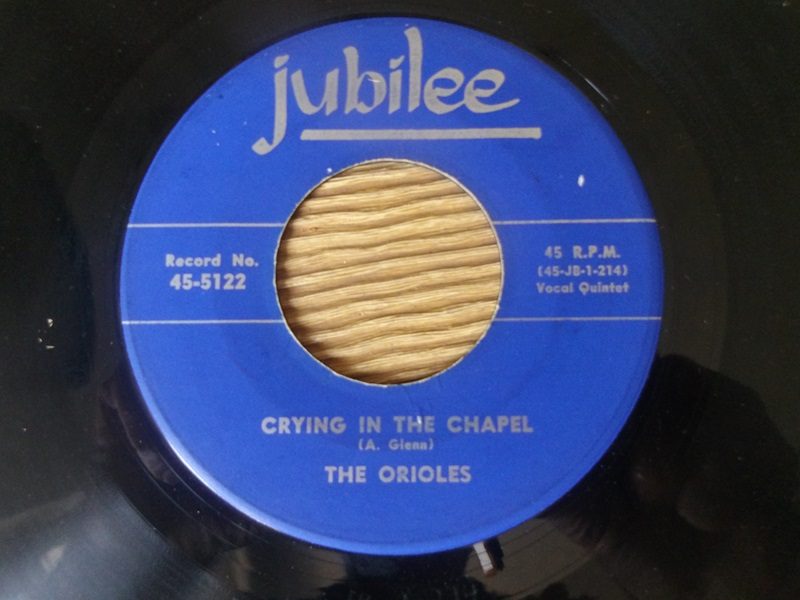 jubilee
Record No.
45-5122
45 R.P.M.
(45-JB-1-214)
Vocal Quintet
CRYING IN THE CHAPEL
(A. Glenn)
THE ORIOLES